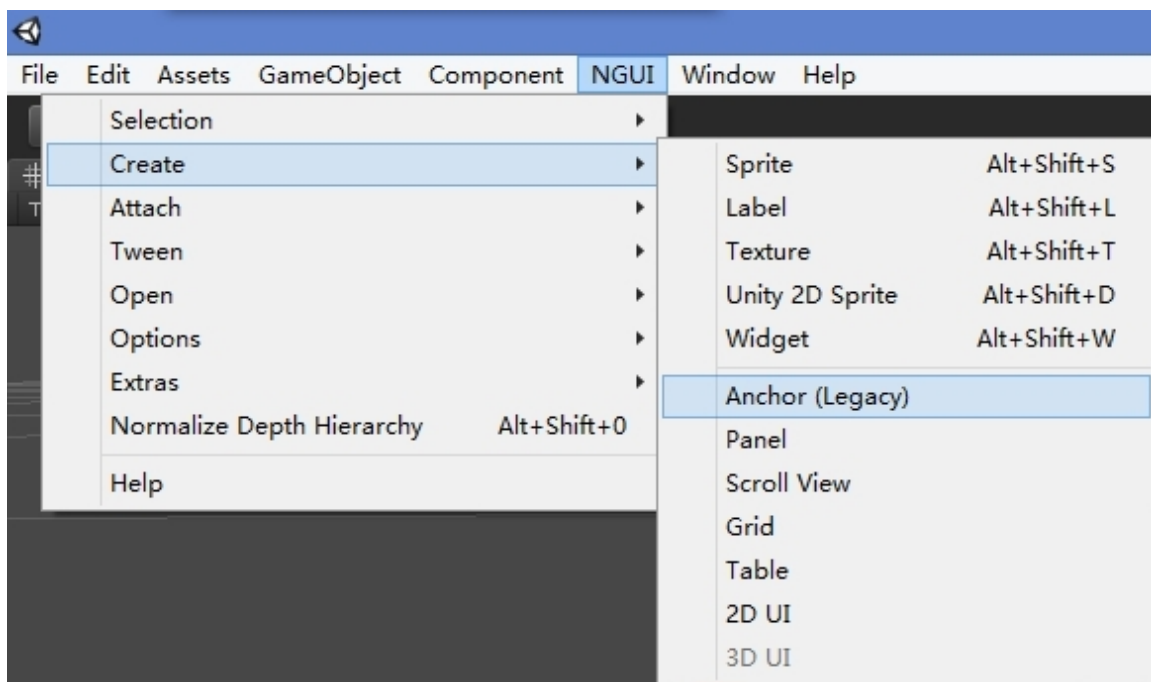 File Edit Assets GameObject Component NGUI Window Help
Selection
Create
Attach
Tween
Open
Options
Extras
Normalize Depth Hierarchy Alt+Shift+0
Help
Sprite Alt+Shift+S
Label Alt+Shift+L
Texture Alt+Shift+T
Unity 2D Sprite Alt+Shift+D
Widget Alt+Shift+W
Anchor (Legacy)
Panel
Scroll View
Grid
Table
2D UI
3D UI